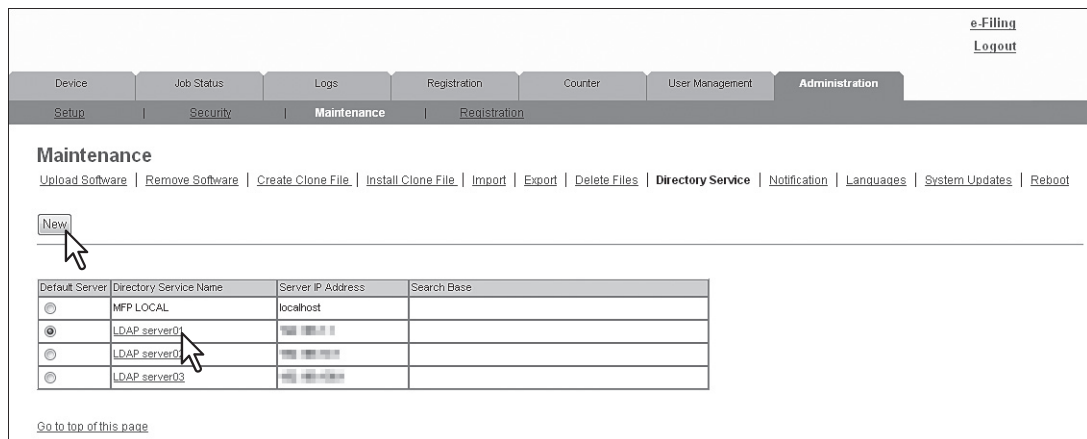 e-Filing
Logout
Device Job Status Logs Registration Counter User Management Administration
Setup | Security | Maintenance | Registration
Maintenance
Upload Software | Remove Software | Create Clone File | Install Clone File | Import | Export | Delete Files | Directory Service | Notification | Languages | System Updates | Reboot
New
Default Server Directory Service Name Server IP Address Search Base
MFP LOCAL localhost
LDAP server01
LDAP server02
LDAP server03
Go to top of this page